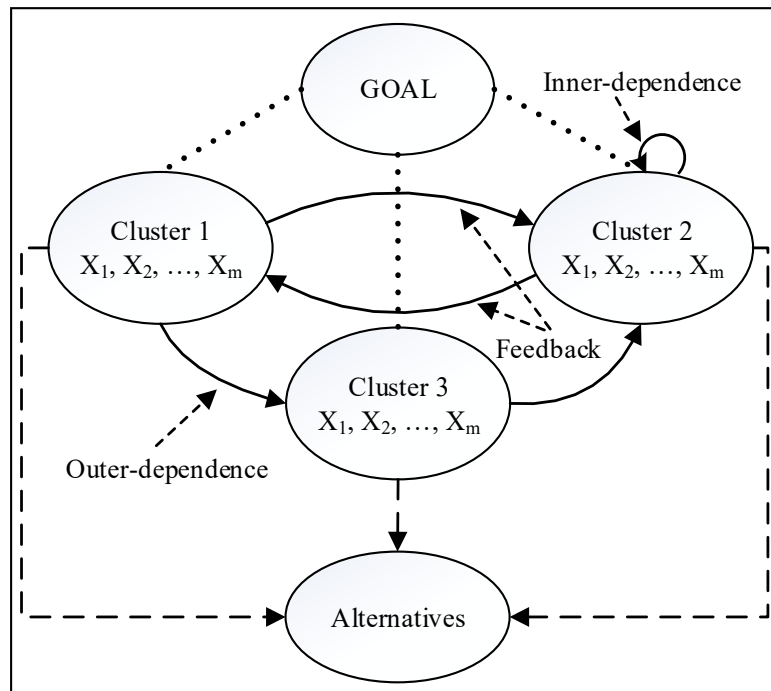 GOAL
Inner-dependence
Cluster 1
X₁, X₂, …, Xₘ
Cluster 2
X₁, X₂, …, Xₘ
Feedback
Cluster 3
X₁, X₂, …, Xₘ
Outer-dependence
Alternatives